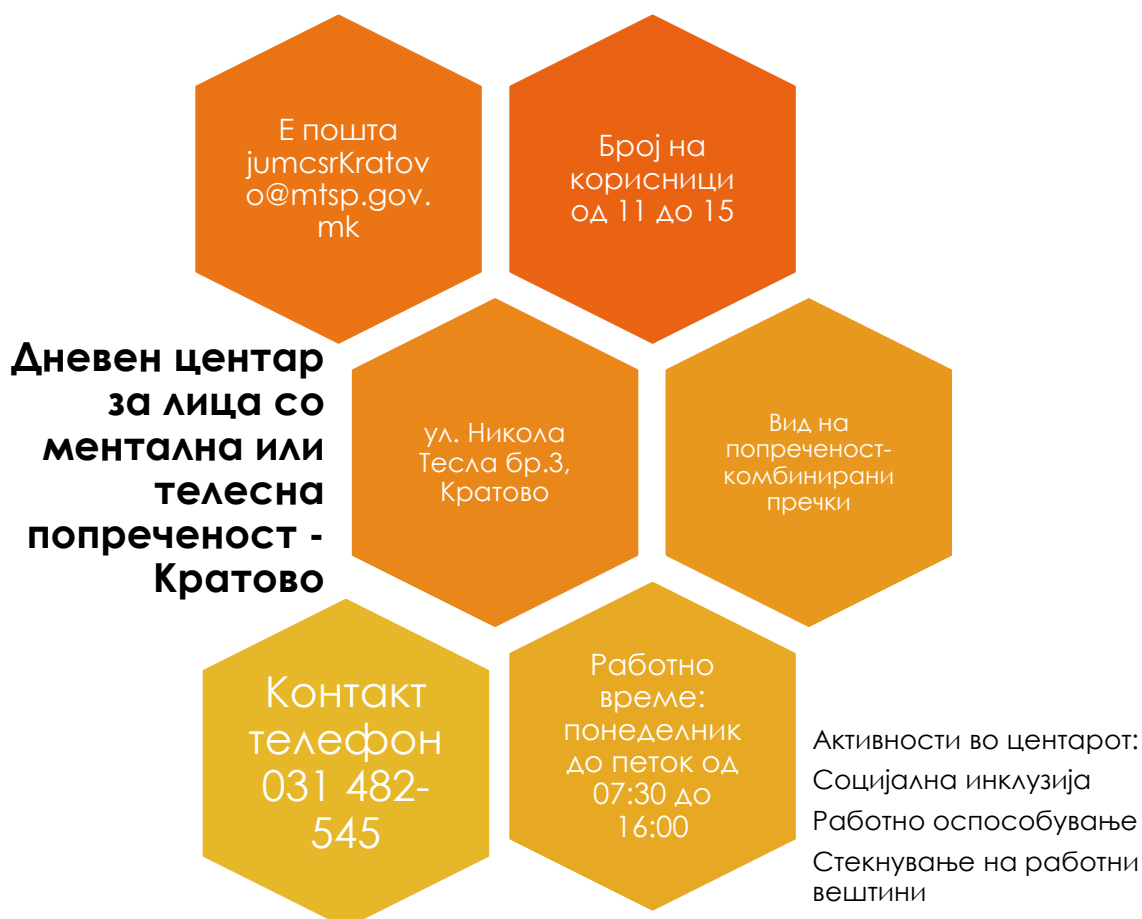 Е пошта
jumcsrKratov
o@mtsp.gov.
mk
Број на
корисници
од 11 до 15
Дневен центар
за лица со
ментална или
телесна
попреченост -
Кратово
ул. Никола
Тесла бр.3,
Кратово
Вид на
попреченост-
комбинирани
пречки
Контакт
телефон
031 482-
545
Работно
време:
понеделник
до петок од
07:30 до
16:00
Активности во центарот:
Социјална инклузија
Работно оспособување
Стекнување на работни
вештини